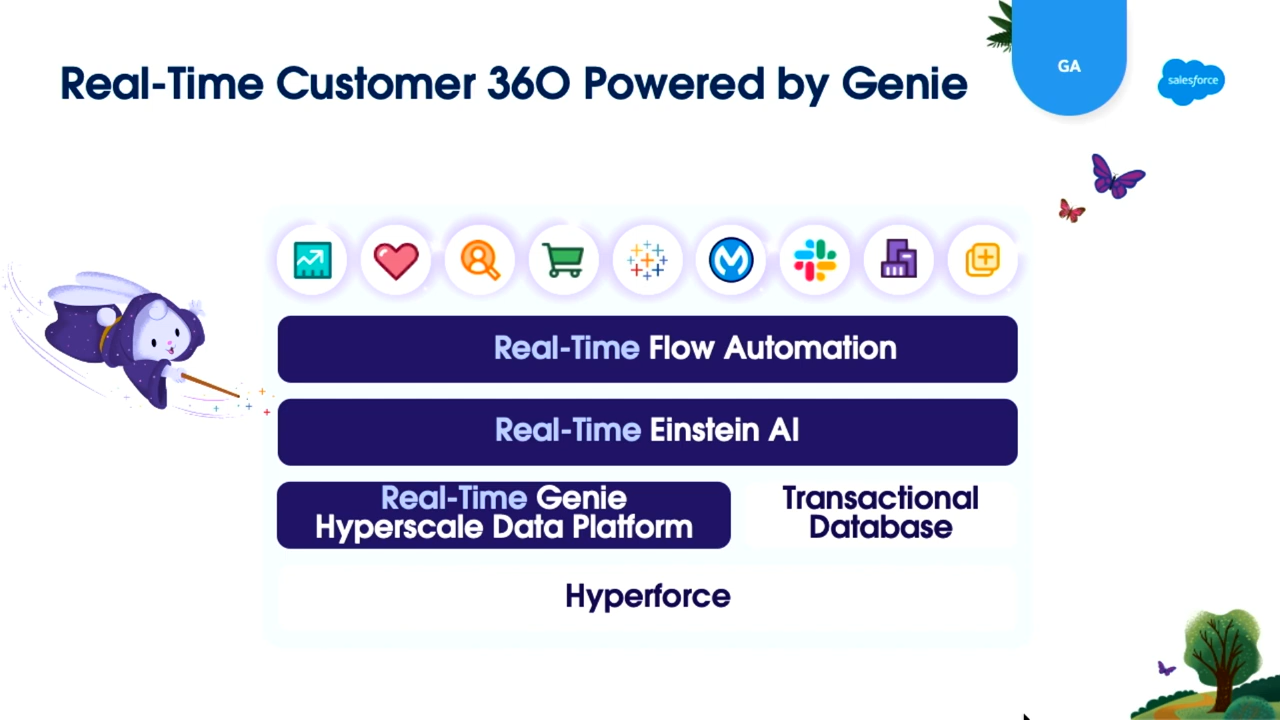 Real-Time Customer 360 Powered by Genie
GA
salesforce
Real-Time Flow Automation
Real-Time Einstein AI
Real-Time Genie
Hyperscale Data Platform
Transactional
Database
Hyperforce